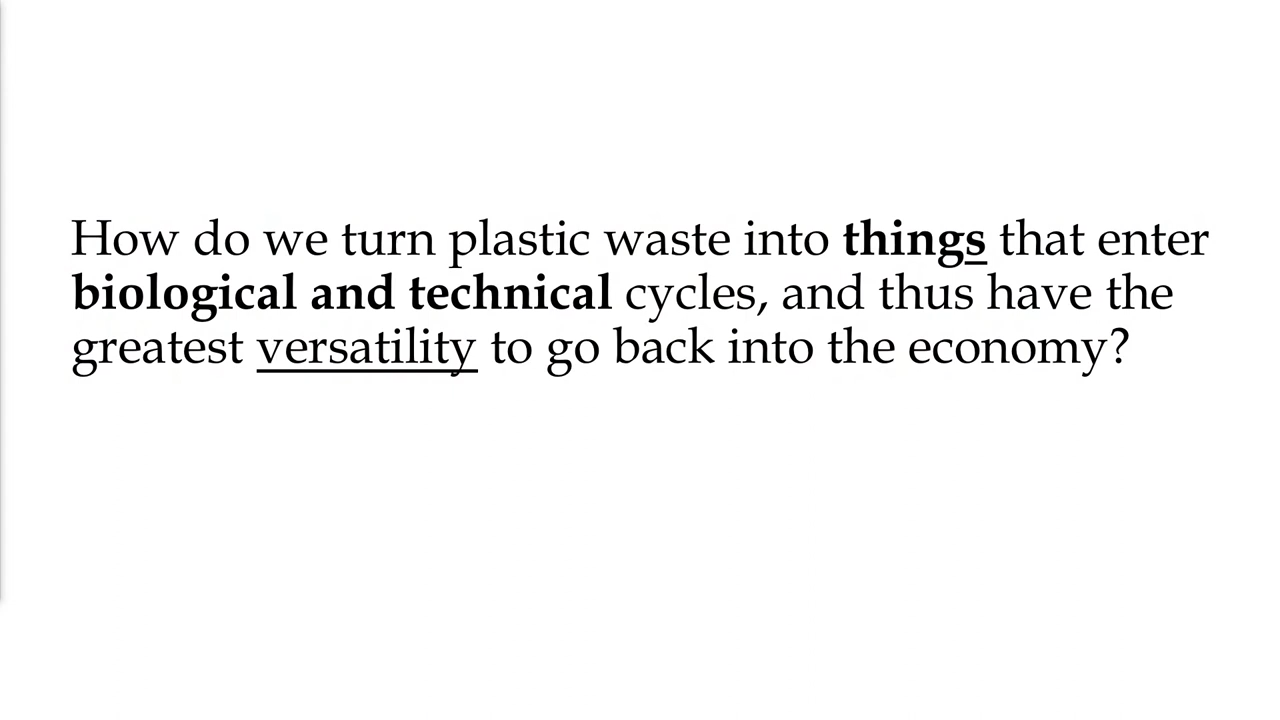 How do we turn plastic waste into things that enter
biological and technical cycles, and thus have the
greatest versatility to go back into the economy?